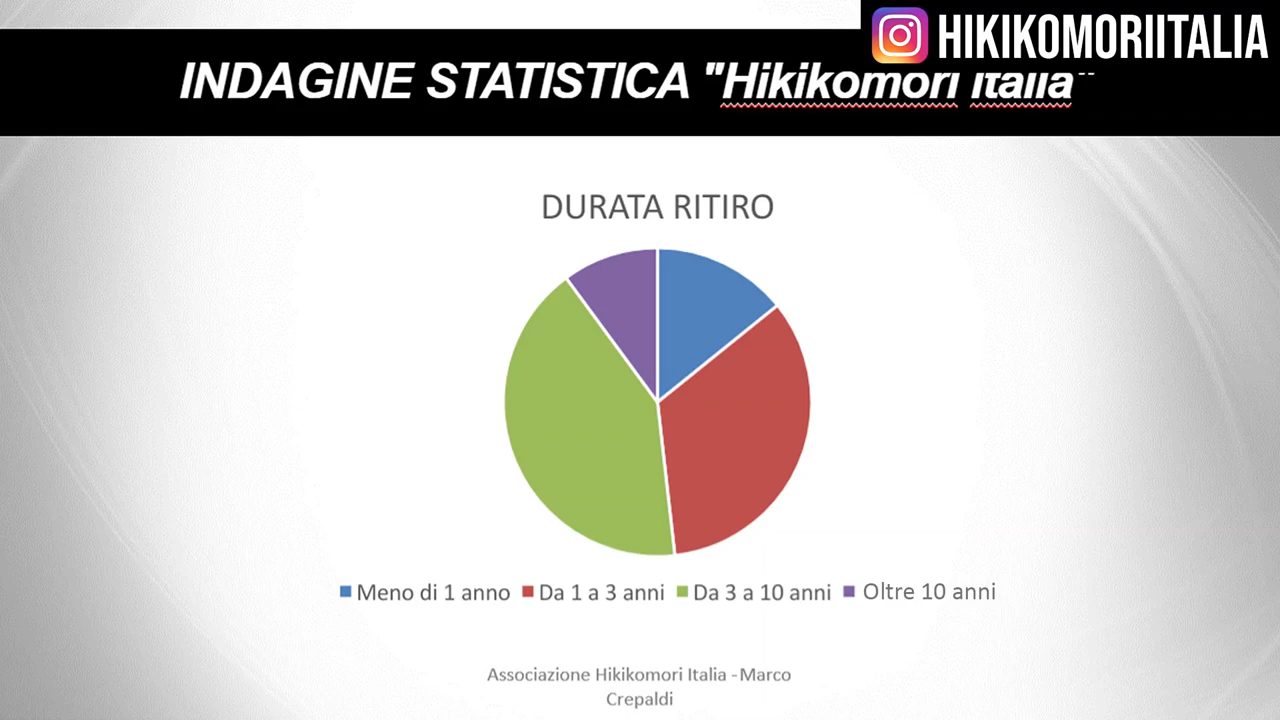 HIKIKOMORIITALIA
INDAGINE STATISTICA "Hikikomori Italia"
DURATA RITIRO
Meno di 1 anno Da 1 a 3 anni Da 3 a 10 anni Oltre 10 anni
Associazione Hikikomori Italia - Marco
Crepaldi